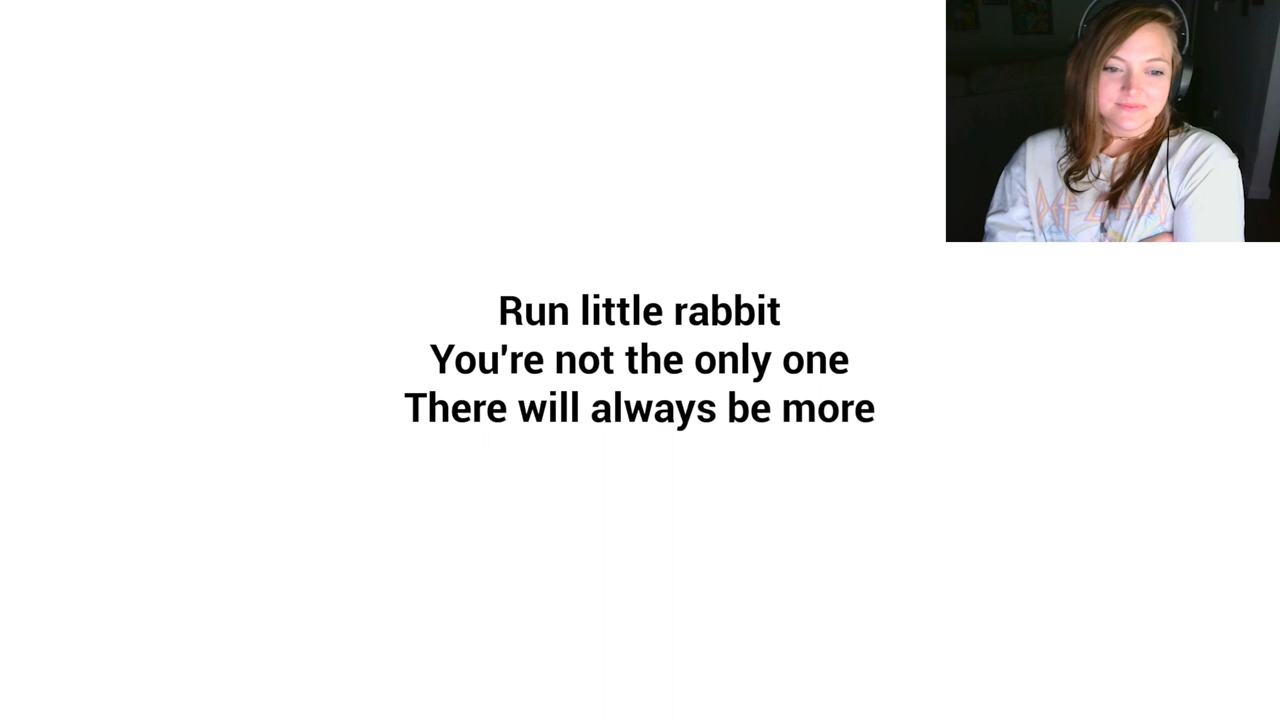 Run little rabbit
You're not the only one
There will always be more